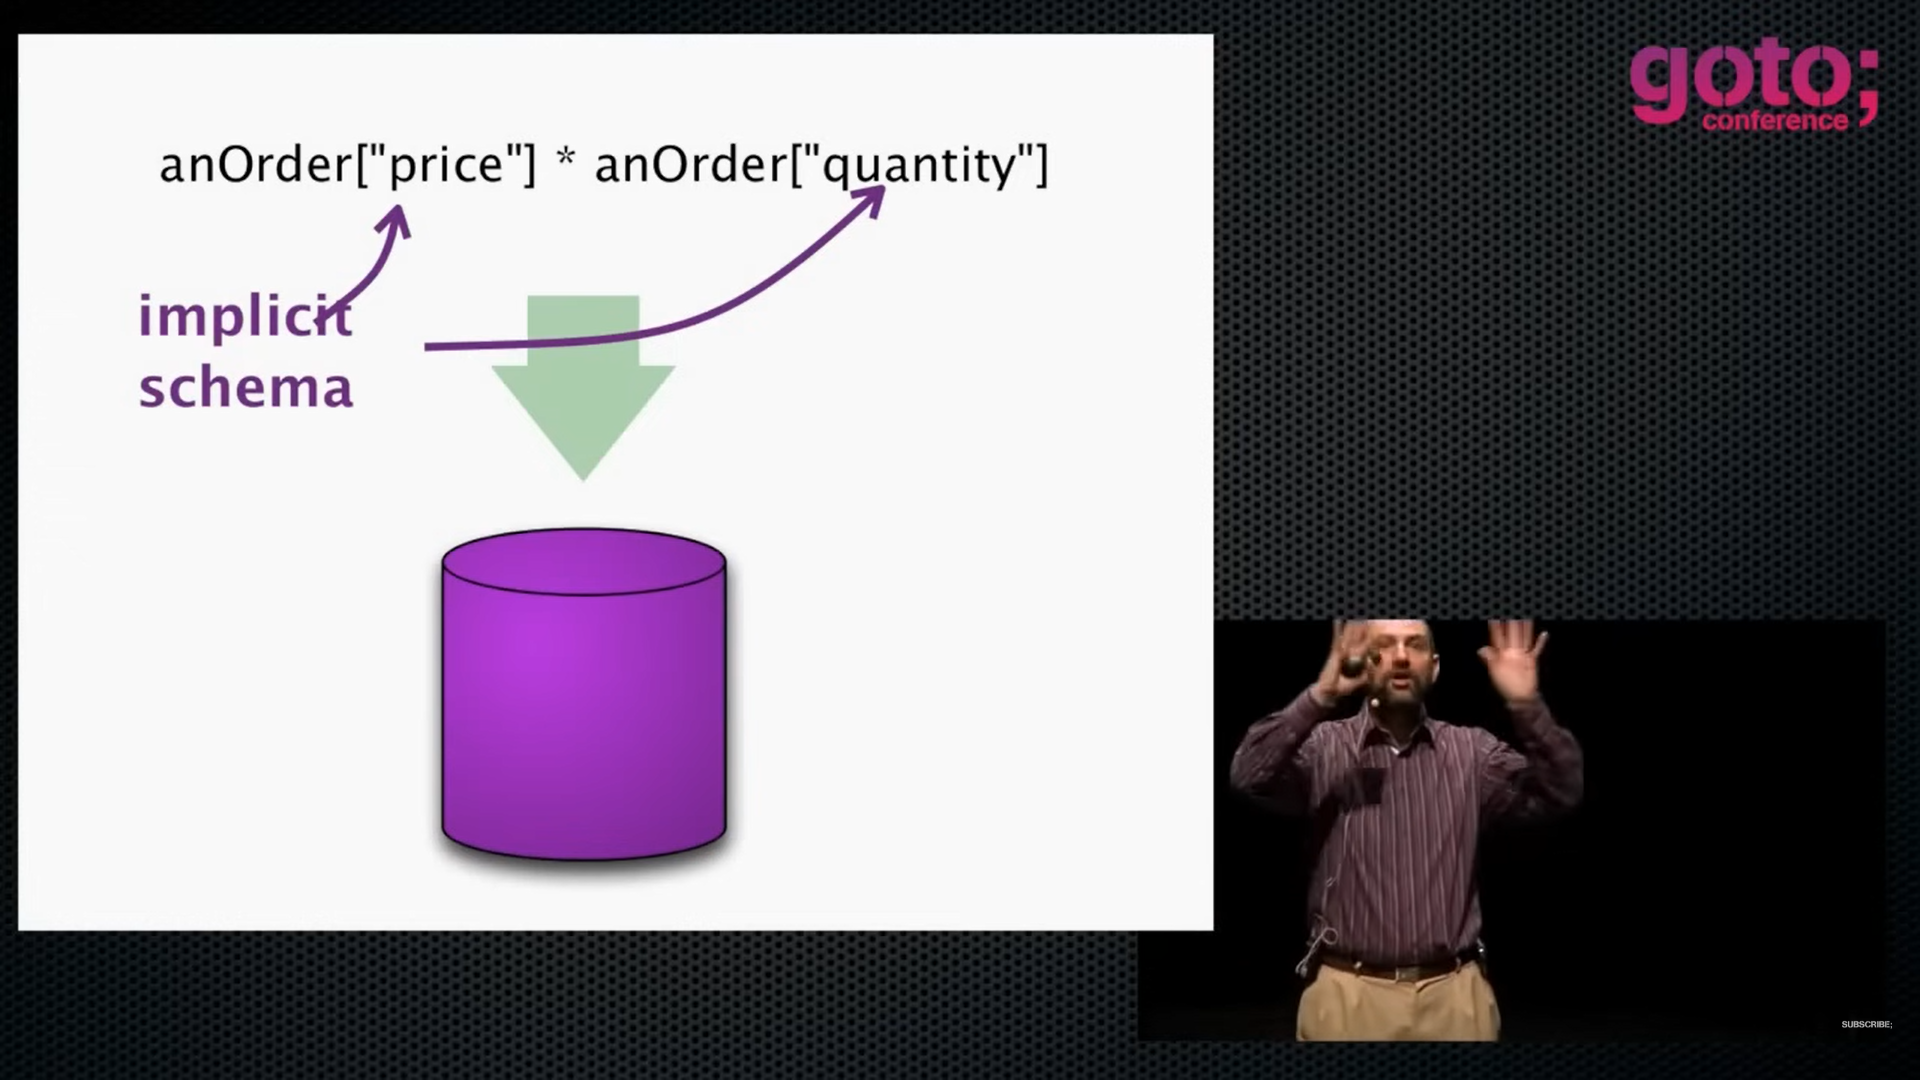 anOrder["price"] * anOrder["quantity"]
implicit
schema
goto;
conference
SUBSCRIBE;